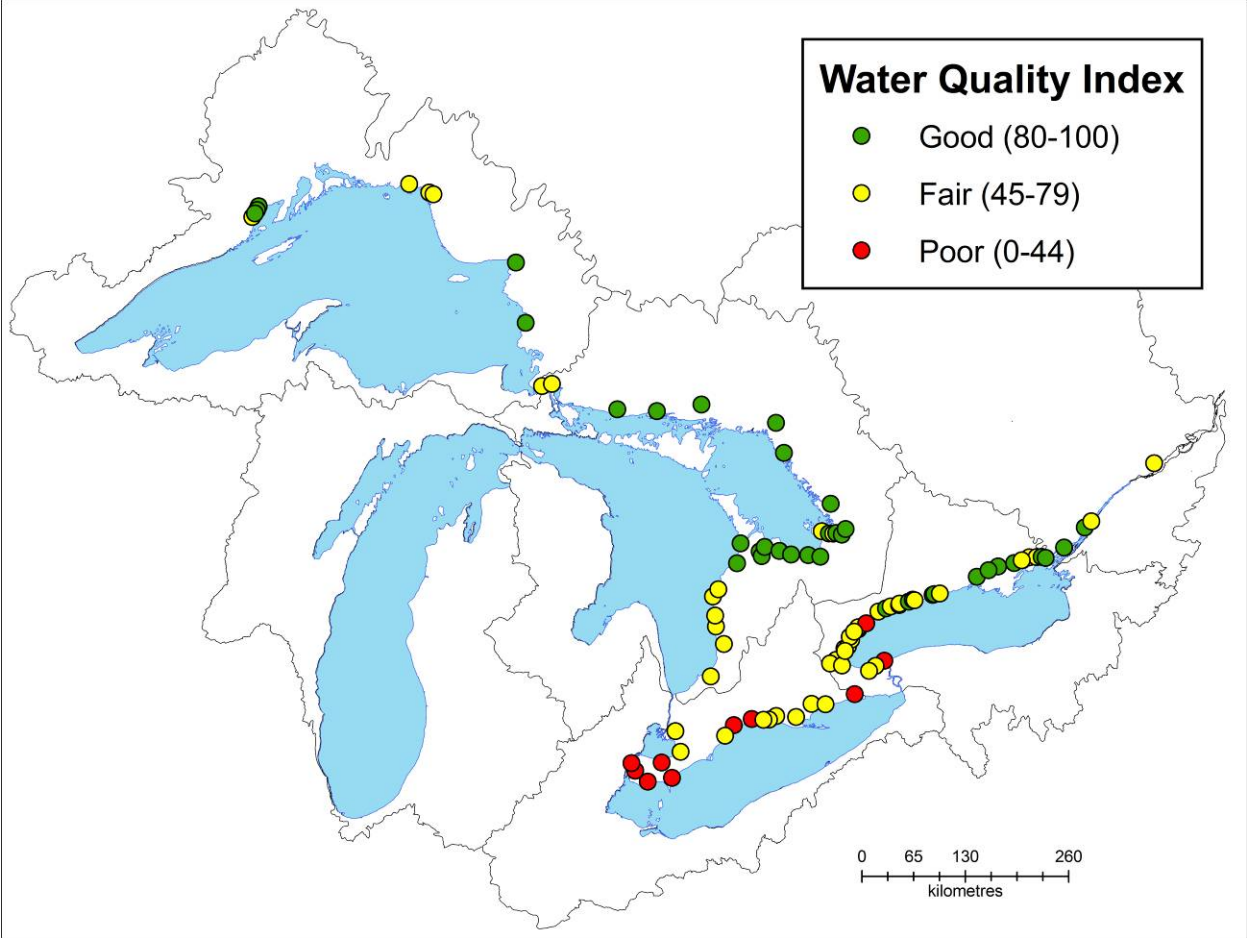 Water Quality Index
Good (80-100)
Fair (45-79)
Poor (0-44)
0 65 130 260
kilometres